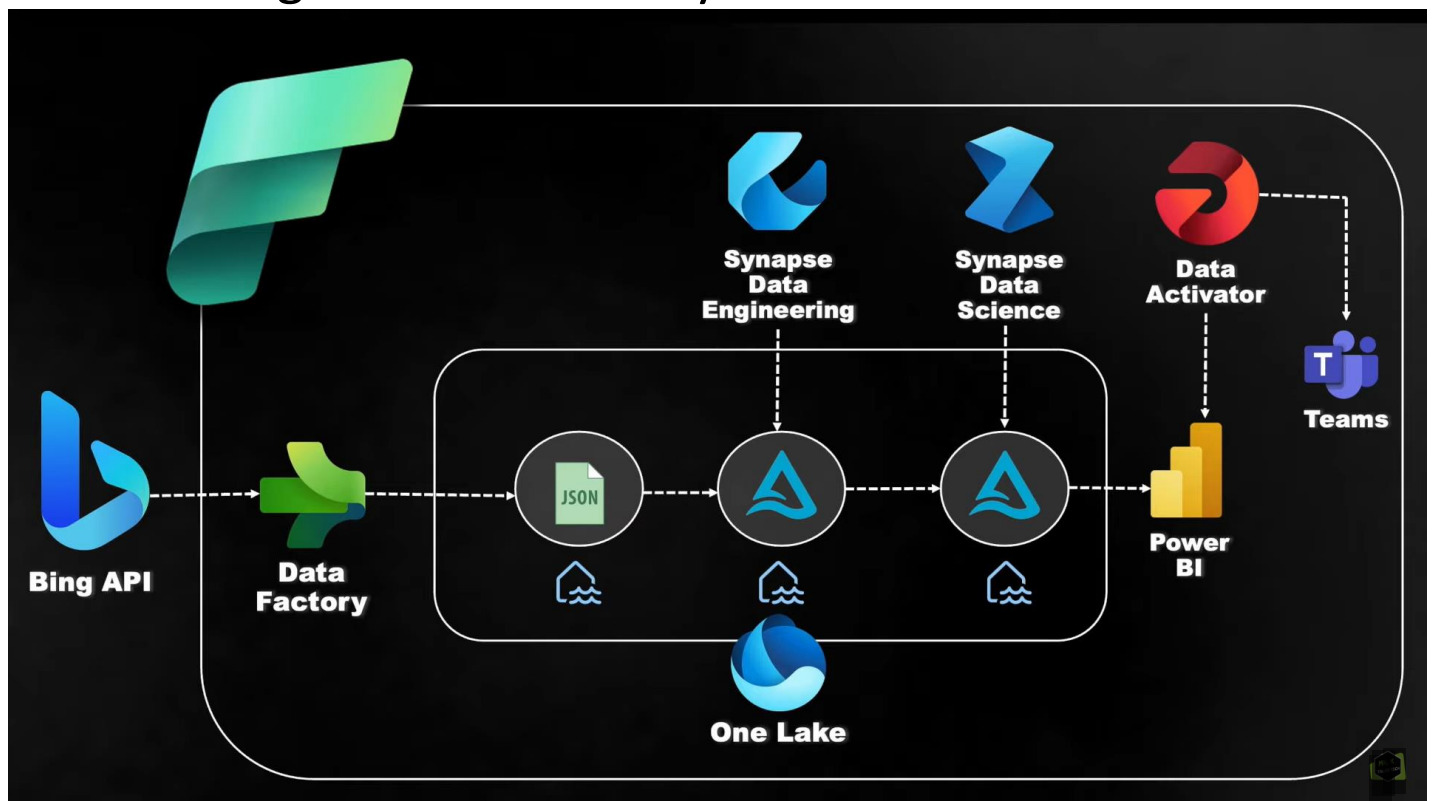 Synapse
Data
Engineering
Synapse
Data
Science
Data
Activator
T
Teams
JSON
Bing API
Data
Factory
Power
BI
One Lake